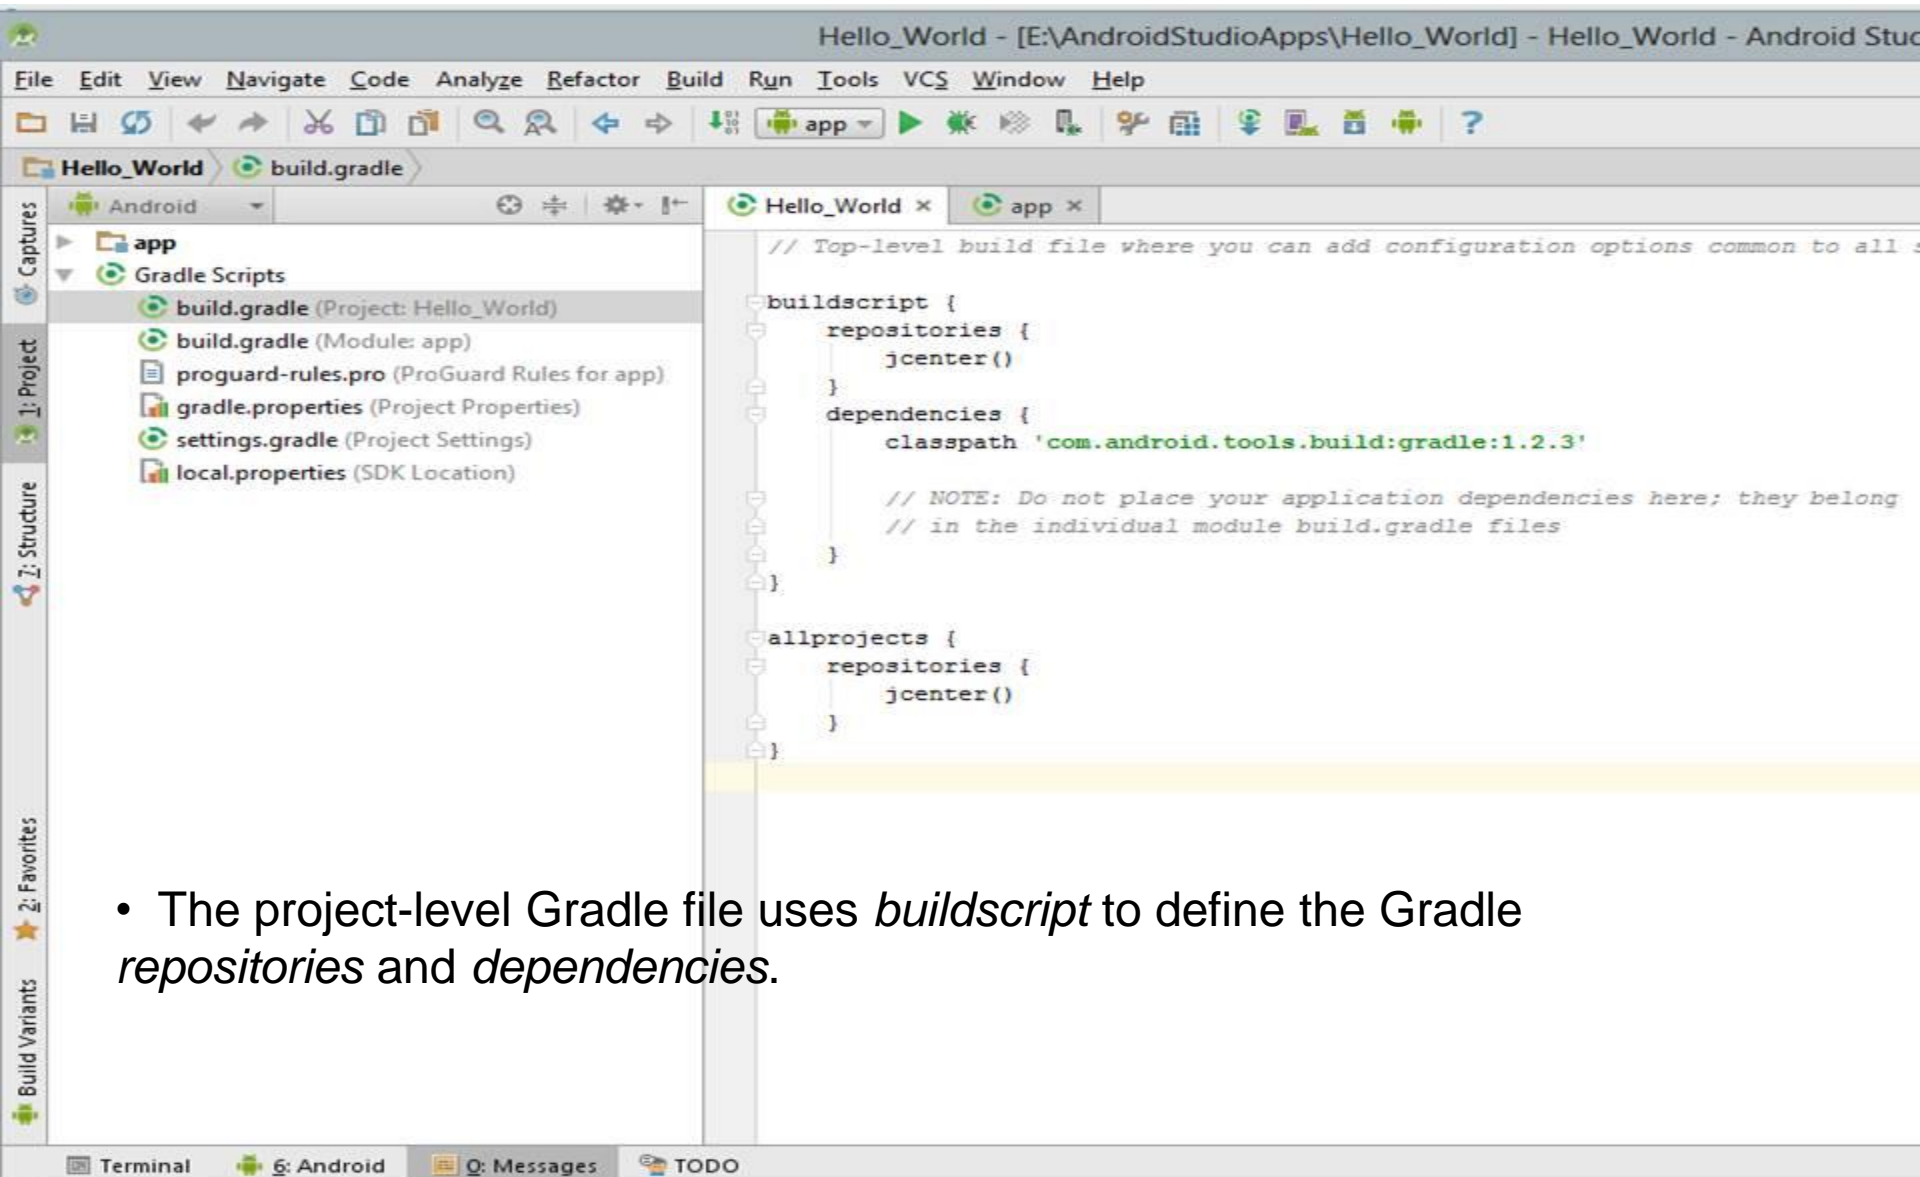 Hello_World - [E:\AndroidStudioApps\Hello_World] - Hello_World - Android Stud
File Edit View Navigate Code Analyze Refactor Build Run Tools VCS Window Help
app
Hello_World build.gradle
Android
Hello_World × app ×
Captures
1: Project
7: Structure
2: Favorites
Build Variants
app
Gradle Scripts
build.gradle (Project: Hello_World)
build.gradle (Module: app)
proguard-rules.pro (ProGuard Rules for app)
gradle.properties (Project Properties)
settings.gradle (Project Settings)
local.properties (SDK Location)
// Top-level build file where you can add configuration options common to all s
buildscript {
repositories {
jcenter()
}
dependencies {
classpath 'com.android.tools.build:gradle:1.2.3'
// NOTE: Do not place your application dependencies here; they belong
// in the individual module build.gradle files
}
}
allprojects {
repositories {
jcenter()
}
}
• The project-level Gradle file uses buildscript to define the Gradle
repositories and dependencies.
Terminal 6: Android 0: Messages TODO